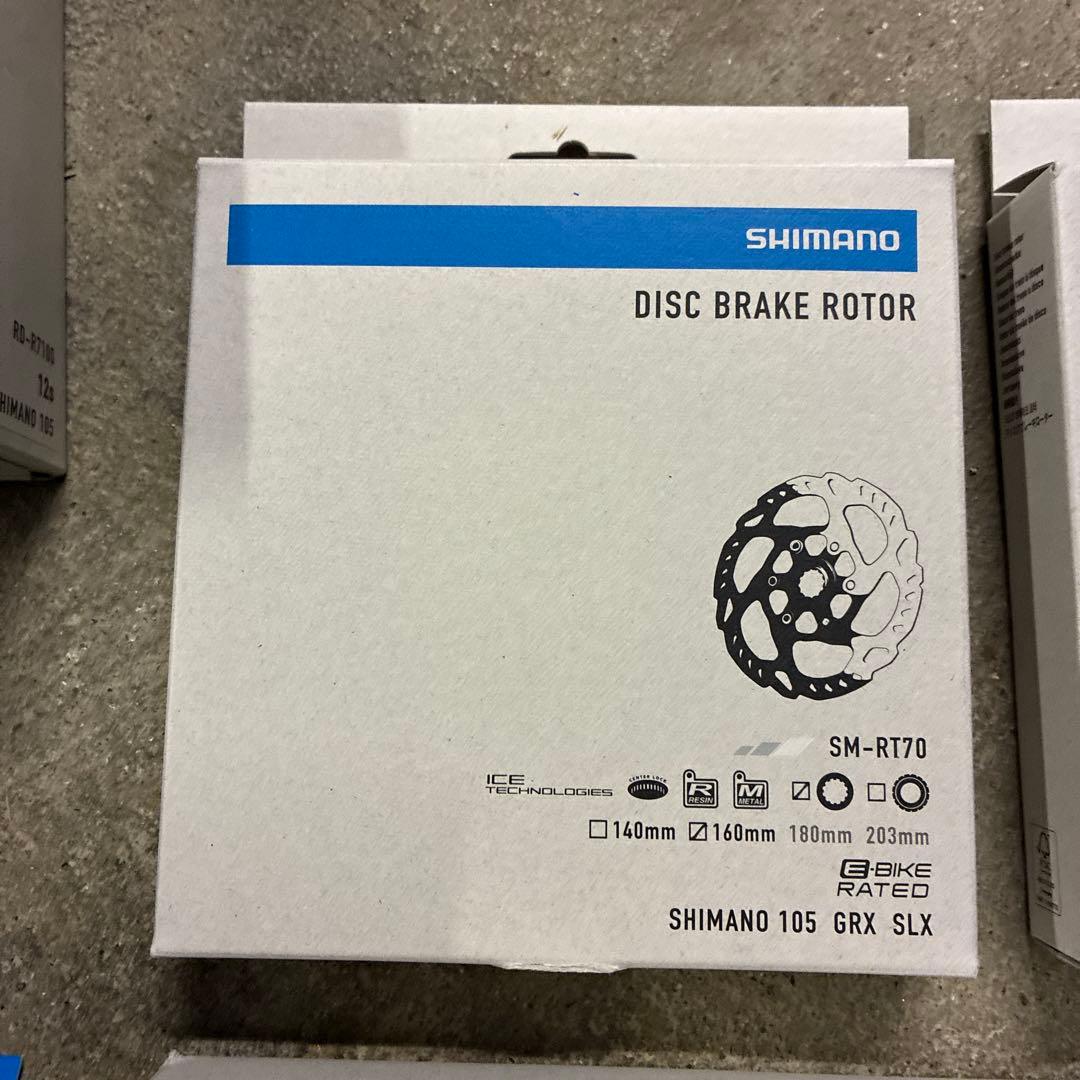 SHIMANO
DISC BRAKE ROTOR
SM-RT70
ICE TECHNOLOGIES
CENTER LOCK
R RESIN
M METAL
140mm 160mm 180mm 203mm
E-BIKE
RATED
SHIMANO 105 GRX SLX
RD-R7100
12s
HIMANO 105